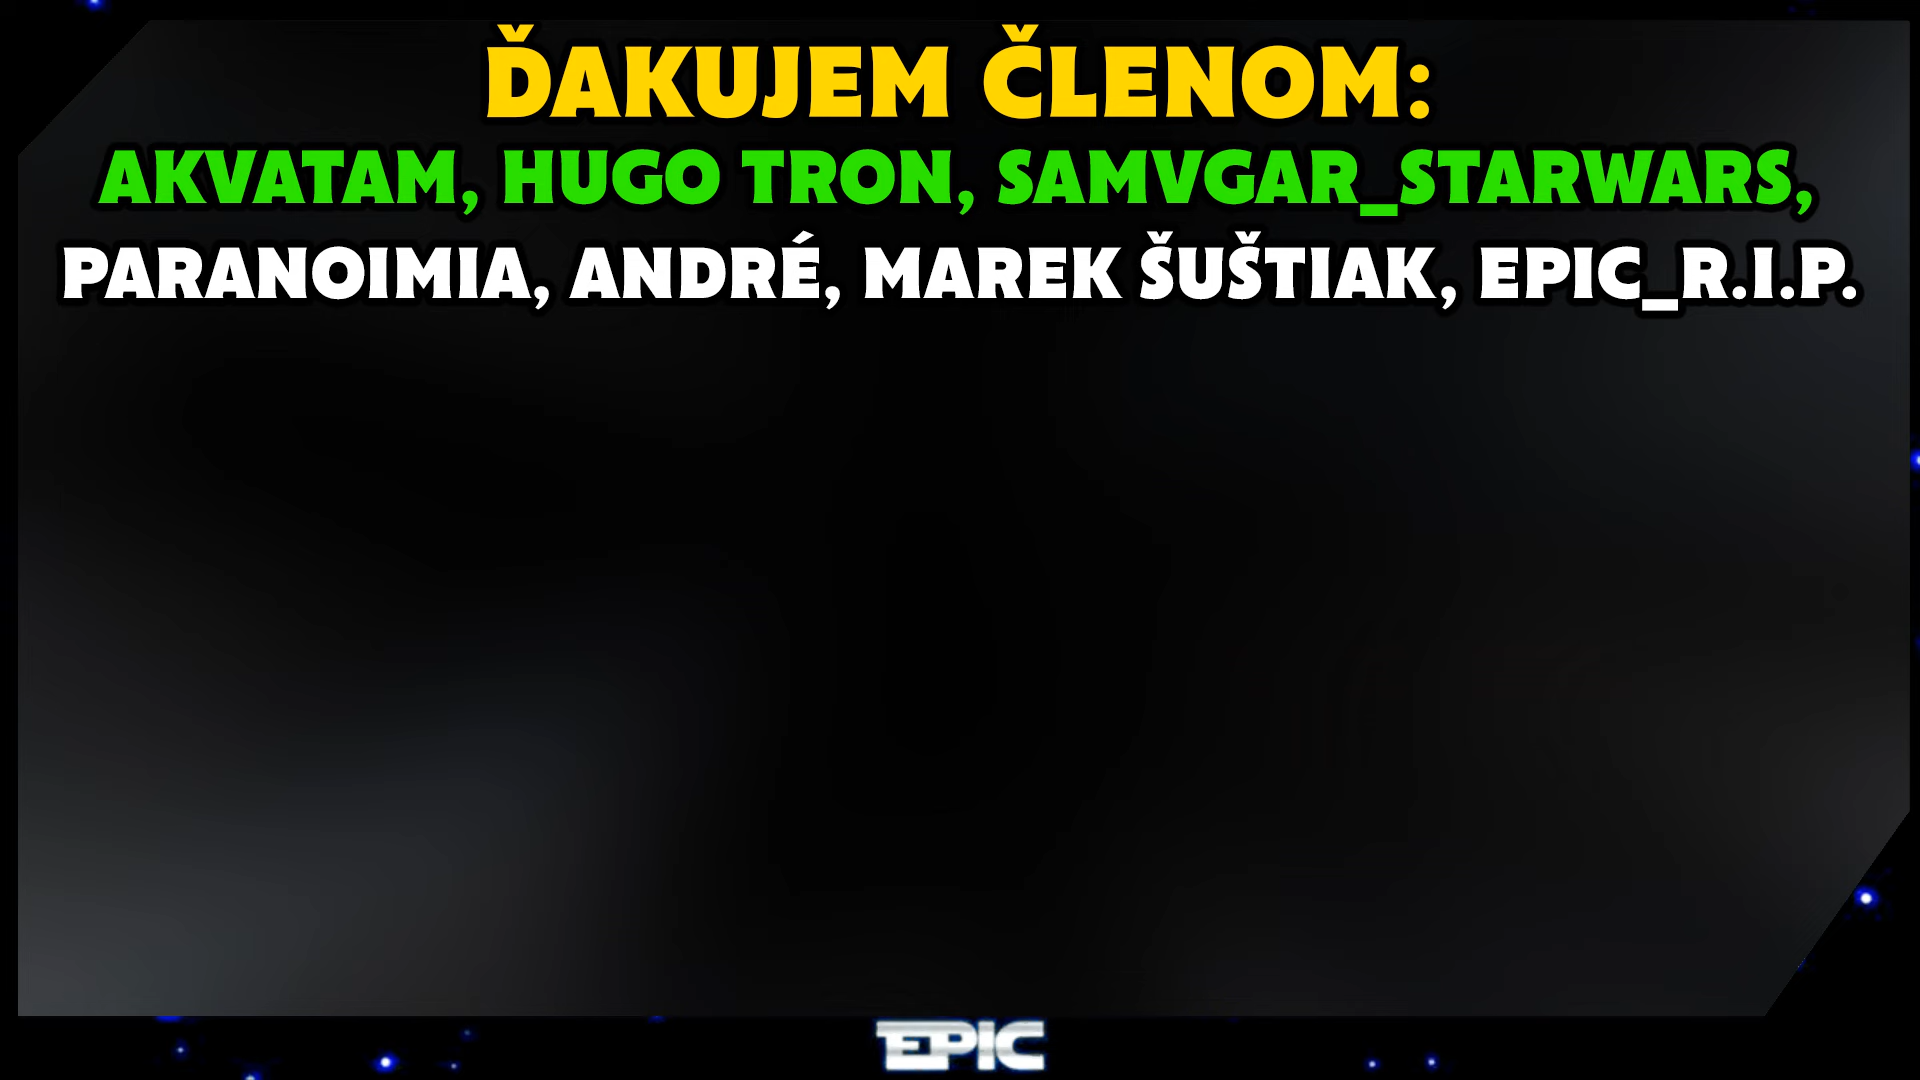 ĎAKUJEM ČLENOM:
AKVATAM, HUGO TRON, SAMVGAR_STARWARS,
PARANOIMIA, ANDRÉ, MAREK ŠUŠTIAK, EPIC_R.I.P.
EPIC